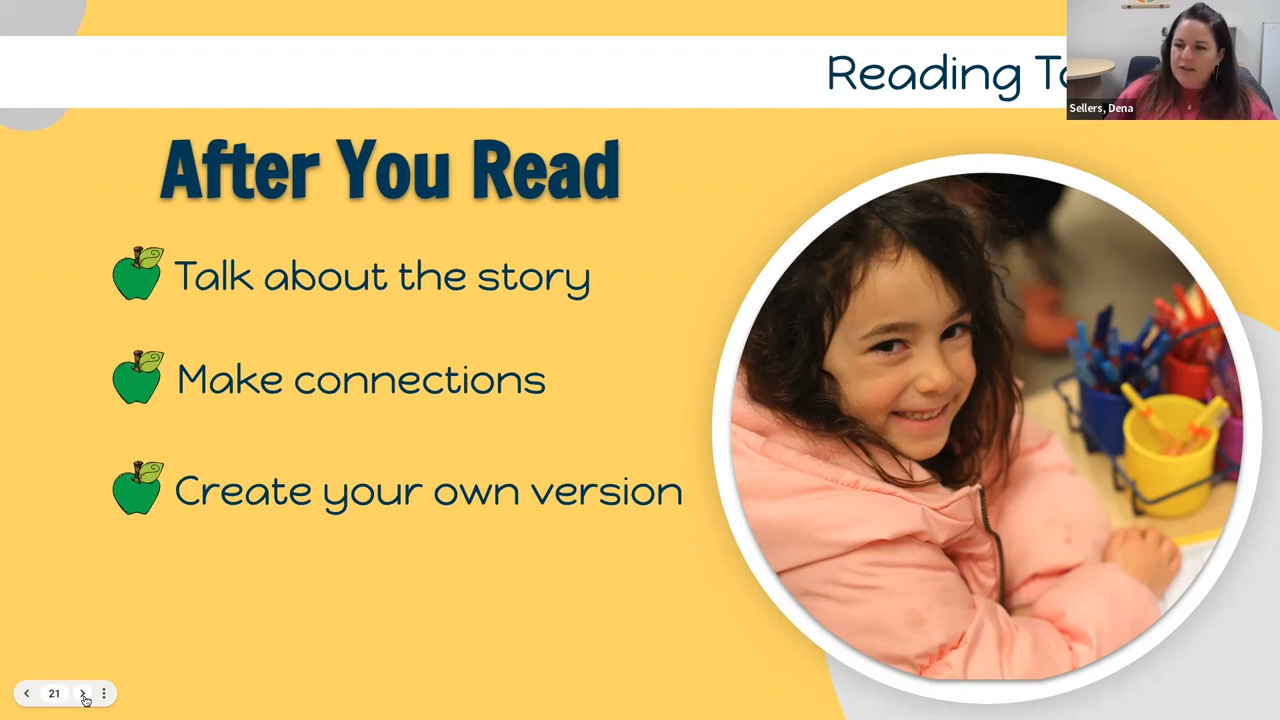 Reading
Sellers, Dena
After You Read
Talk about the story
Make connections
Create your own version
21